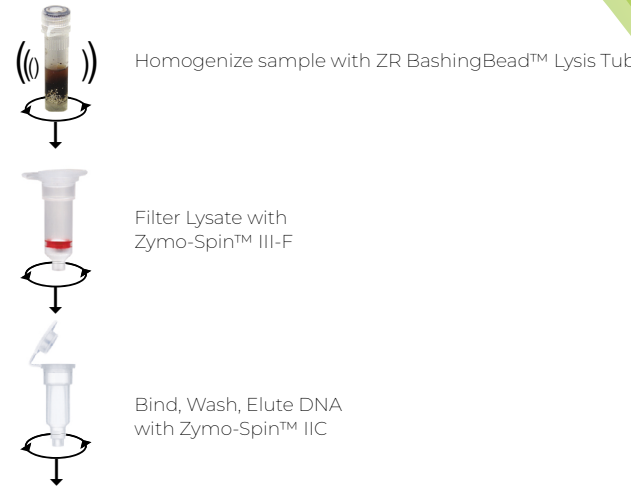 Homogenize sample with ZR BashingBead™ Lysis Tub
Filter Lysate with
Zymo-Spin™ III-F
Bind, Wash, Elute DNA
with Zymo-Spin™ IIC